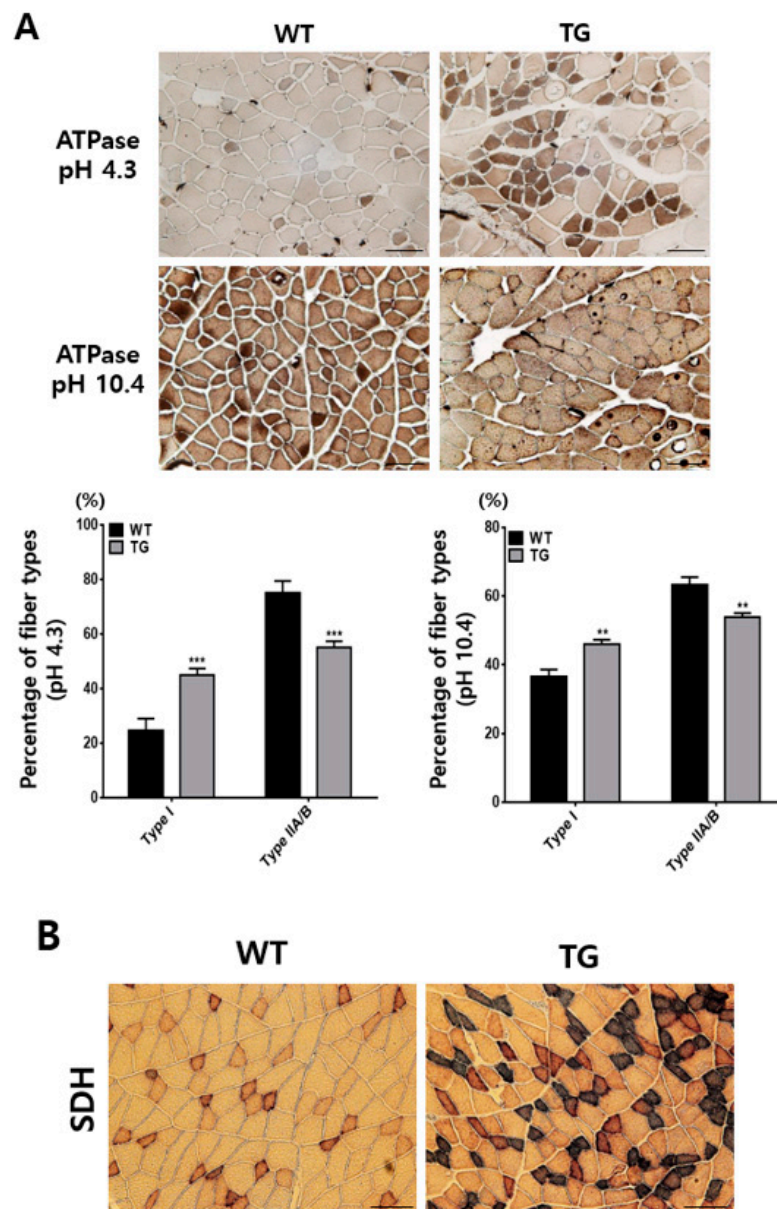 A
WT TG
ATPase
pH 4.3
ATPase
pH 10.4
(%)
Percentage of fiber types
(pH 4.3)
100
80
60
40
20
0
WT
TG
***
***
Type I
Type IIA/B
(%)
Percentage of fiber types
(pH 10.4)
80
60
40
20
0
WT
TG
**
**
Type I
Type IIA/B
B
WT TG
SDH